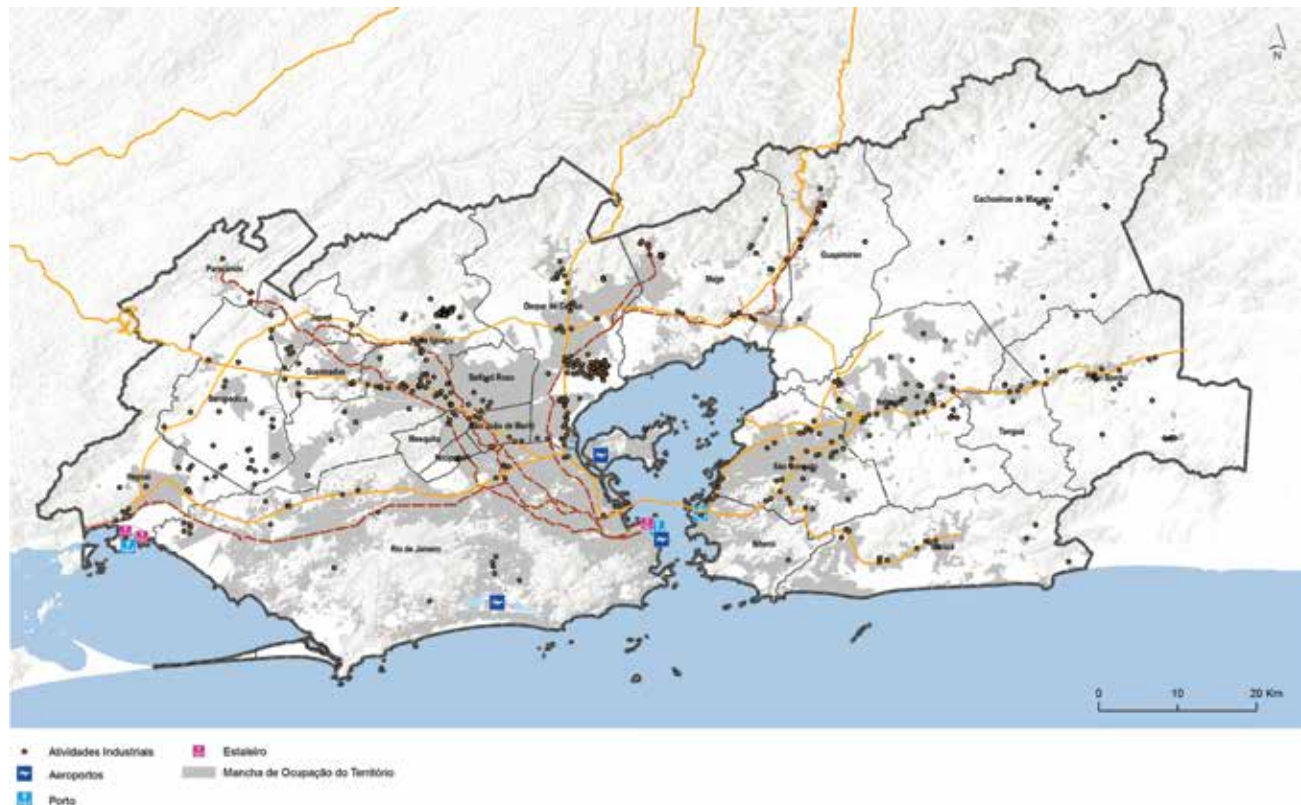 N
Cachoeiras de Macacu
Paracambi
Guapimirim
Magé
Duque de Caxias
Japeri
Nova Iguaçu
Queimados
Belford Roxo
Seropédica
Rio Bonito
Itaboraí
São João de Meriti
Mesquita
Tanguá
Nilópolis
São Gonçalo
Itaguaí
Rio de Janeiro
Niterói
Maricá
0 10 20 Km
Atividades Industriais
Estaleiro
Aeroportos
Mancha de Ocupação do Território
Porto